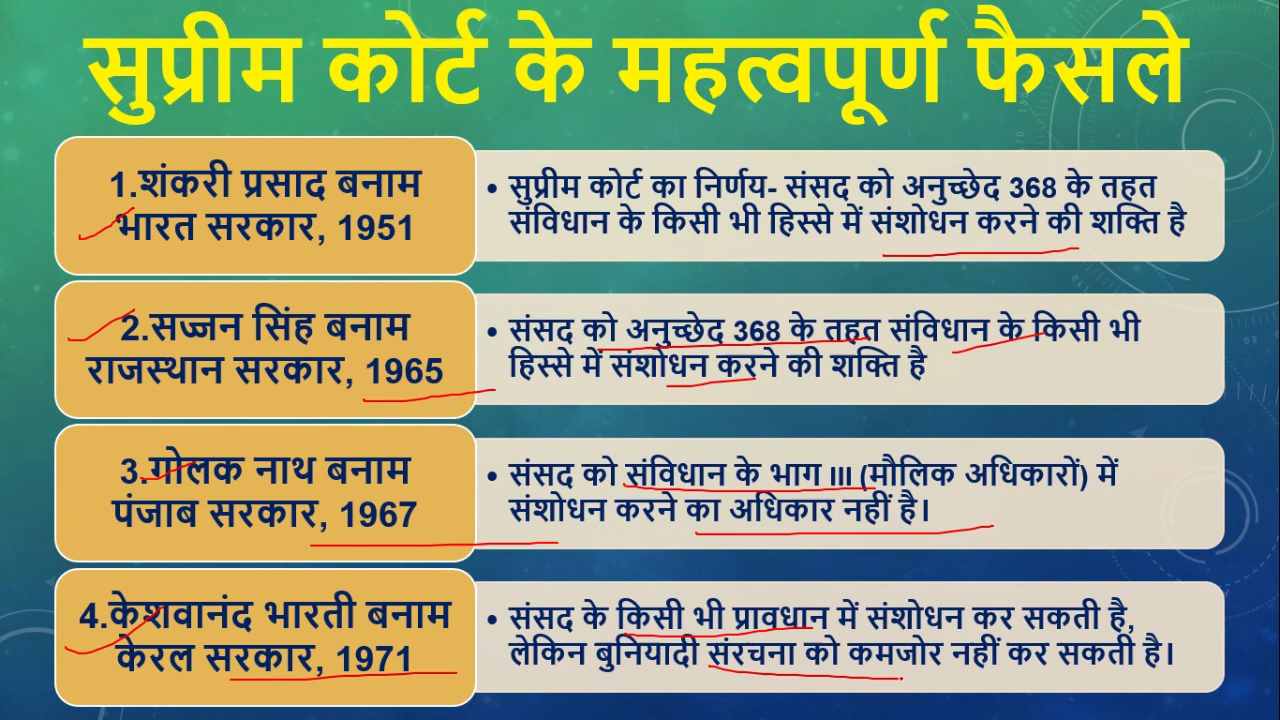 सुप्रीम कोर्ट के महत्वपूर्ण फैसले
1.शंकरी प्रसाद बनाम
भारत सरकार, 1951
• सुप्रीम कोर्ट का निर्णय- संसद को अनुच्छेद 368 के तहत
संविधान के किसी भी हिस्से में संशोधन करने की शक्ति है
2.सज्जन सिंह बनाम
राजस्थान सरकार, 1965
• संसद को अनुच्छेद 368 के तहत संविधान के किसी भी
हिस्से में संशोधन करने की शक्ति है
3.गोलक नाथ बनाम
पंजाब सरकार, 1967
• संसद को संविधान के भाग III (मौलिक अधिकारों) में
संशोधन करने का अधिकार नहीं है।
4.केशवानंद भारती बनाम
केरल सरकार, 1971
• संसद के किसी भी प्रावधान में संशोधन कर सकती है,
लेकिन बुनियादी संरचना को कमजोर नहीं कर सकती है।